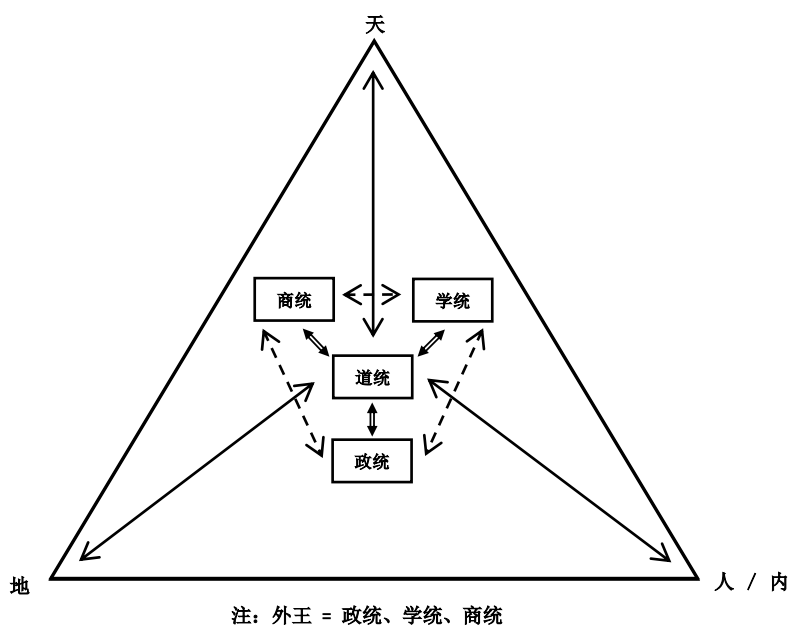 天
商统
学统
道统
政统
地
人 / 内
注：外王 = 政统、学统、商统